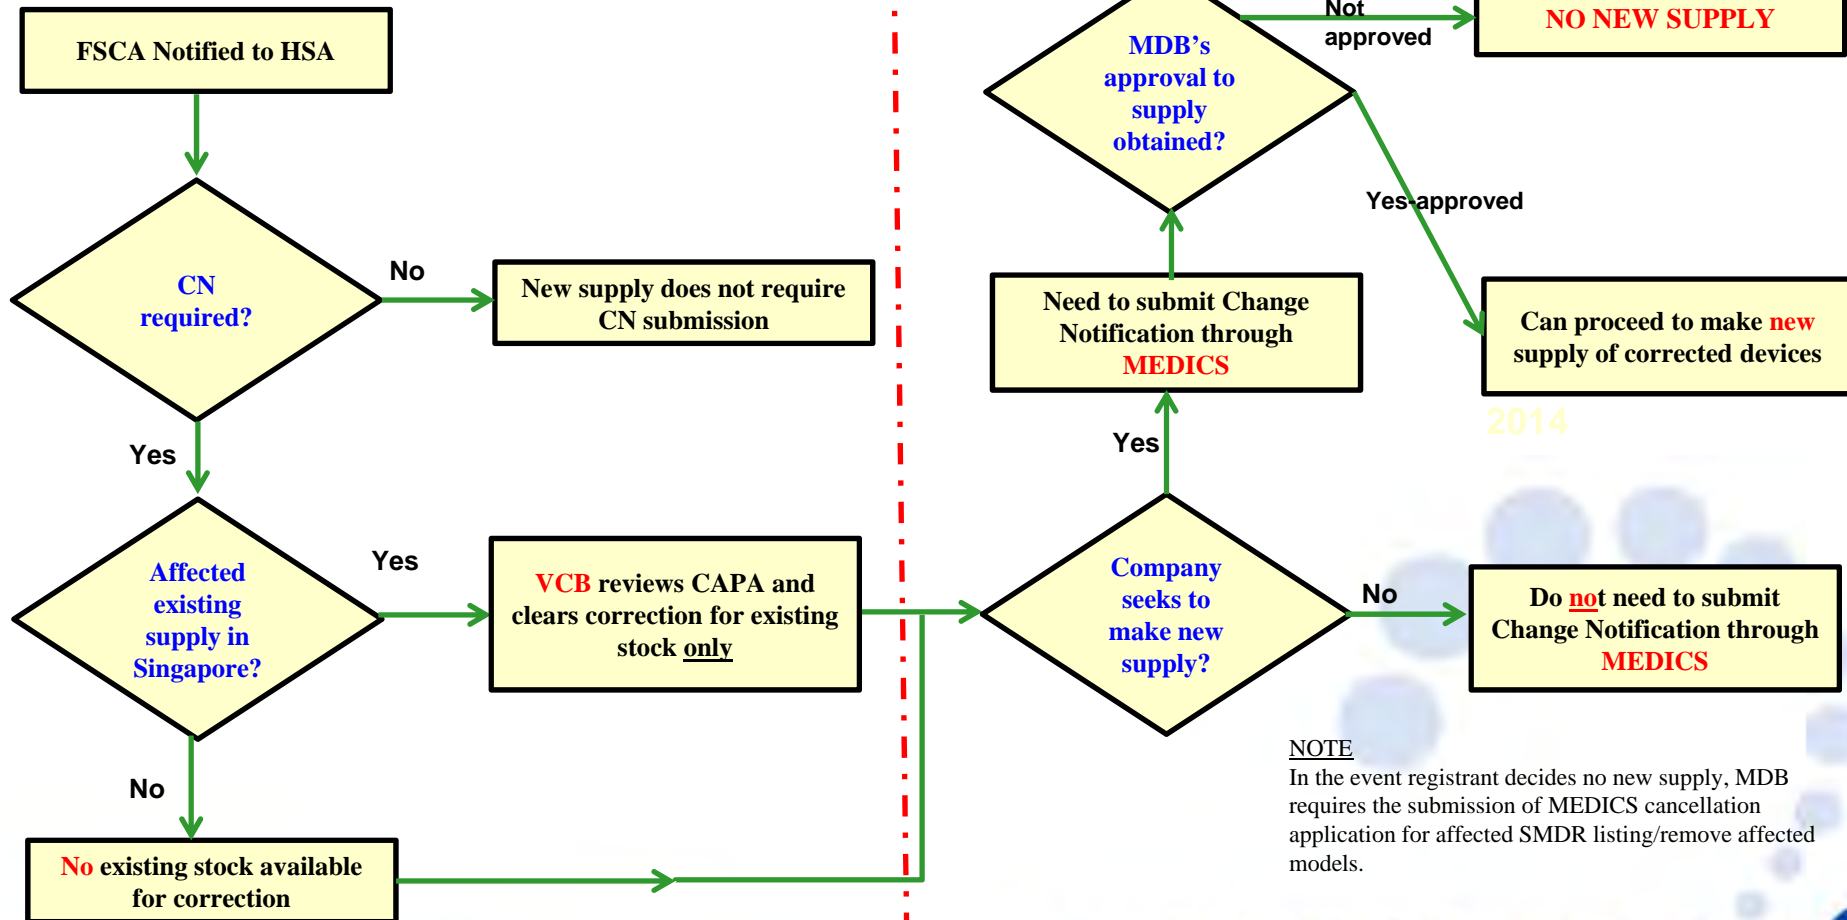 FSCA Notified to HSA
CN
required?
No
New supply does not require
CN submission
Yes
Affected
existing
supply in
Singapore?
Yes
VCB reviews CAPA and
clears correction for existing
stock only
No
No existing stock available
for correction
Company
seeks to
make new
supply?
No
Do not need to submit
Change Notification through
MEDICS
Yes
Need to submit Change
Notification through
MEDICS
MDB's
approval to
supply
obtained?
Not
approved
NO NEW SUPPLY
Yes-approved
Can proceed to make new
supply of corrected devices
2014
NOTE
In the event registrant decides no new supply, MDB
requires the submission of MEDICS cancellation
application for affected SMDR listing/remove affected
models.